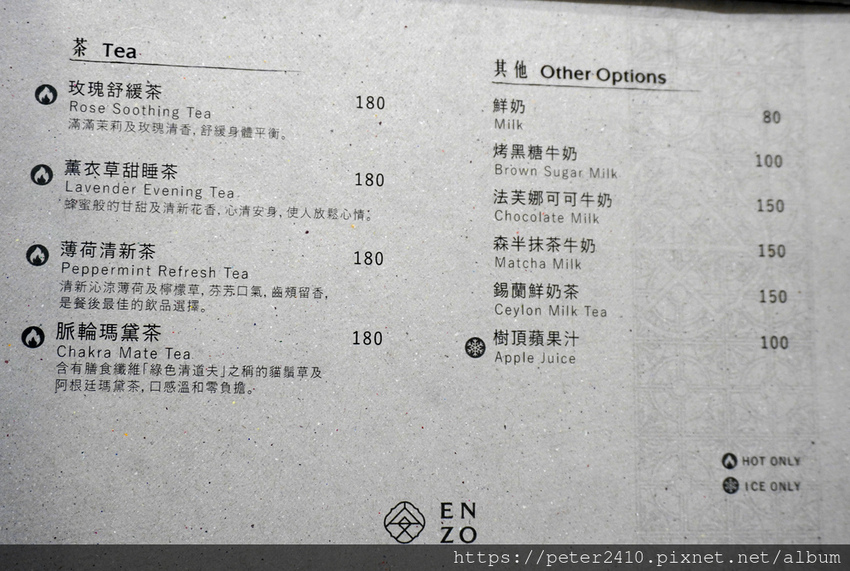 茶 Tea
玫瑰舒緩茶 180
Rose Soothing Tea
滿滿茉莉及玫瑰清香, 舒緩身體平衡。
薰衣草甜睡茶 180
Lavender Evening Tea
蜂蜜般的甘甜及清新花香, 心清安身, 使人放鬆心情。
薄荷清新茶 180
Peppermint Refresh Tea
清新沁涼薄荷及檸檬草, 芬芳口氣, 齒頰留香,
是餐後最佳的飲品選擇。
脈輪瑪黛茶 180
Chakra Mate Tea
含有膳食纖維「綠色清道夫」之稱的貓鬚草及
阿根廷瑪黛茶, 口感溫和零負擔。
其他 Other Options
鮮奶 80
Milk
烤黑糖牛奶 100
Brown Sugar Milk
法芙娜可可牛奶 150
Chocolate Milk
森半抹茶牛奶 150
Matcha Milk
錫蘭鮮奶茶 150
Ceylon Milk Tea
樹頂蘋果汁 100
Apple Juice
HOT ONLY
ICE ONLY
EN
ZO
https://peter2410.pixnet.net/album